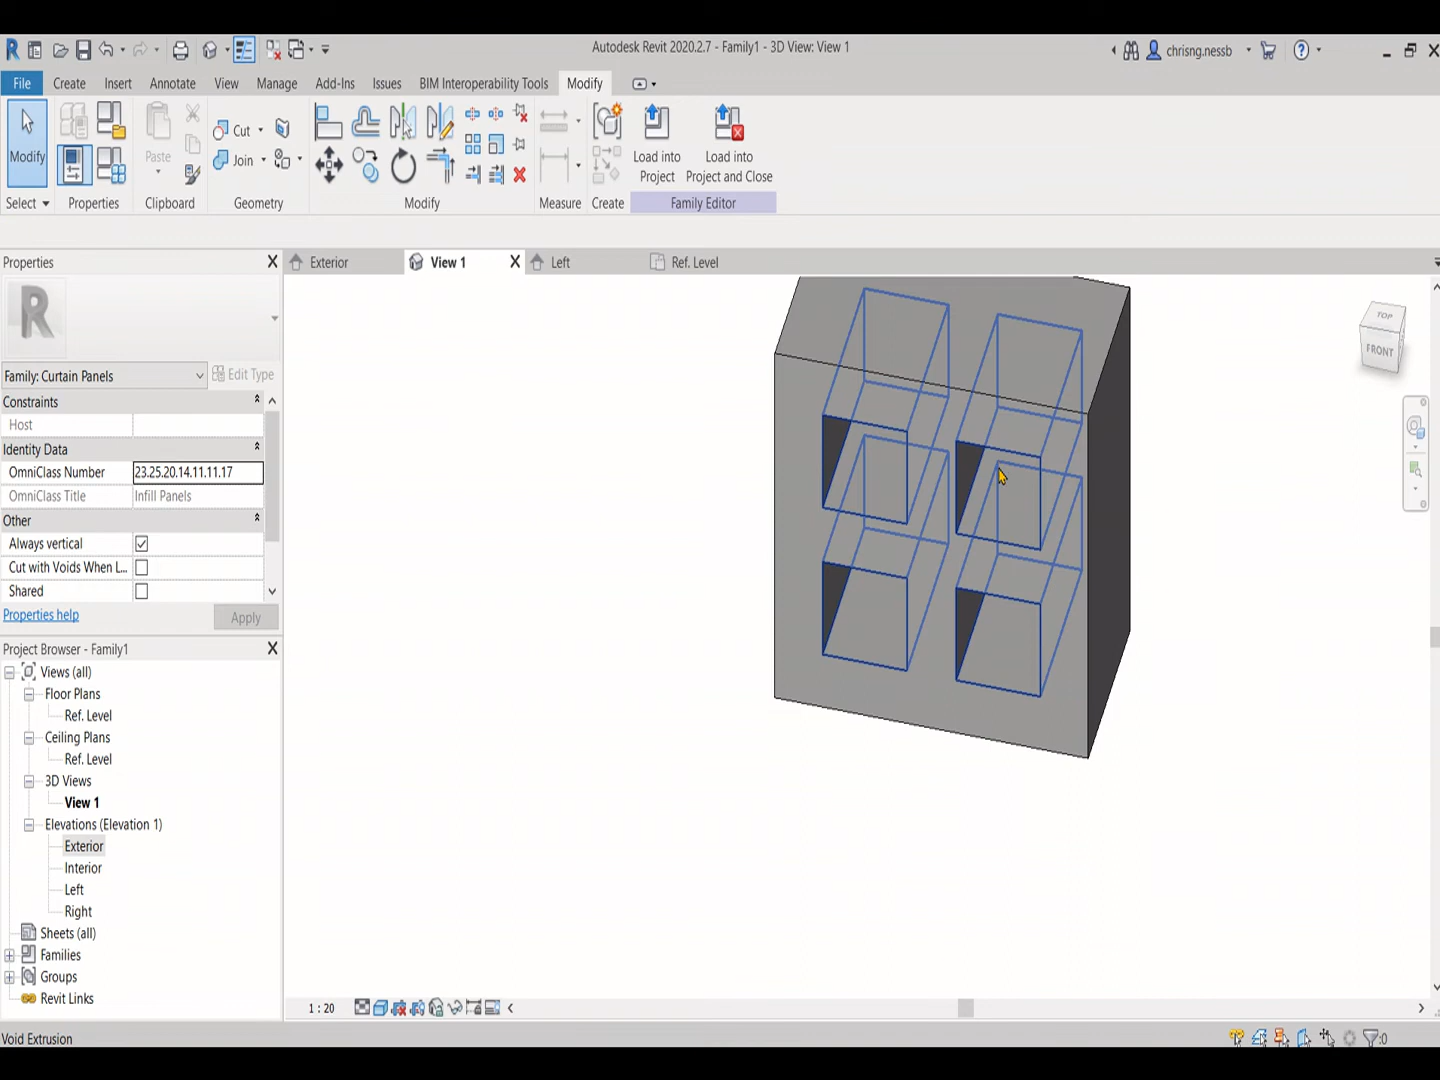 Autodesk Revit 2020.2.7 - Family1 - 3D View: View 1
chrisng.nessb
File Create Insert Annotate View Manage Add-Ins Issues BIM Interoperability Tools Modify
Modify
Paste
Cut
Join
Load into Project
Load into Project and Close
Select Properties Clipboard Geometry Modify Measure Create Family Editor
Properties
Exterior View 1 Left Ref. Level
R
Family: Curtain Panels Edit Type
Constraints
Host
Identity Data
OmniClass Number 23.25.20.14.11.11.17
OmniClass Title Infill Panels
Other
Always vertical
Cut with Voids When L...
Shared
Properties help Apply
Project Browser - Family1
Views (all)
Floor Plans
Ref. Level
Ceiling Plans
Ref. Level
3D Views
View 1
Elevations (Elevation 1)
Exterior
Interior
Left
Right
Sheets (all)
Families
Groups
Revit Links
TOP
FRONT
1 : 20
Void Extrusion
:0